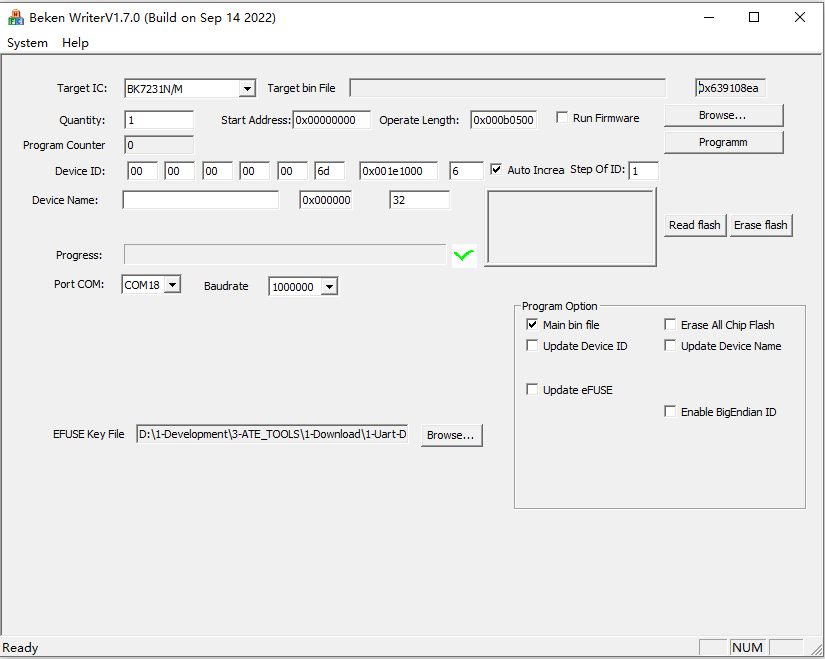 Beken WriterV1.7.0 (Build on Sep 14 2022)
System Help
Target IC: BK7231N/M Target bin File 0x639108ea
Quantity: 1 Start Address: 0x00000000 Operate Length: 0x000b0500 Run Firmware Browse...
Program Counter 0 Programm
Device ID: 00 00 00 00 00 6d 0x001e1000 6 Auto Increa Step Of ID: 1
Device Name: 0x000000 32
Read flash Erase flash
Progress:
Port COM: COM18 Baudrate 1000000
Program Option
Main bin file Erase All Chip Flash
Update Device ID Update Device Name
Update eFUSE
Enable BigEndian ID
EFUSE Key File D:\1-Development\3-ATE_TOOLS\1-Download\1-Uart-D Browse...
Ready NUM